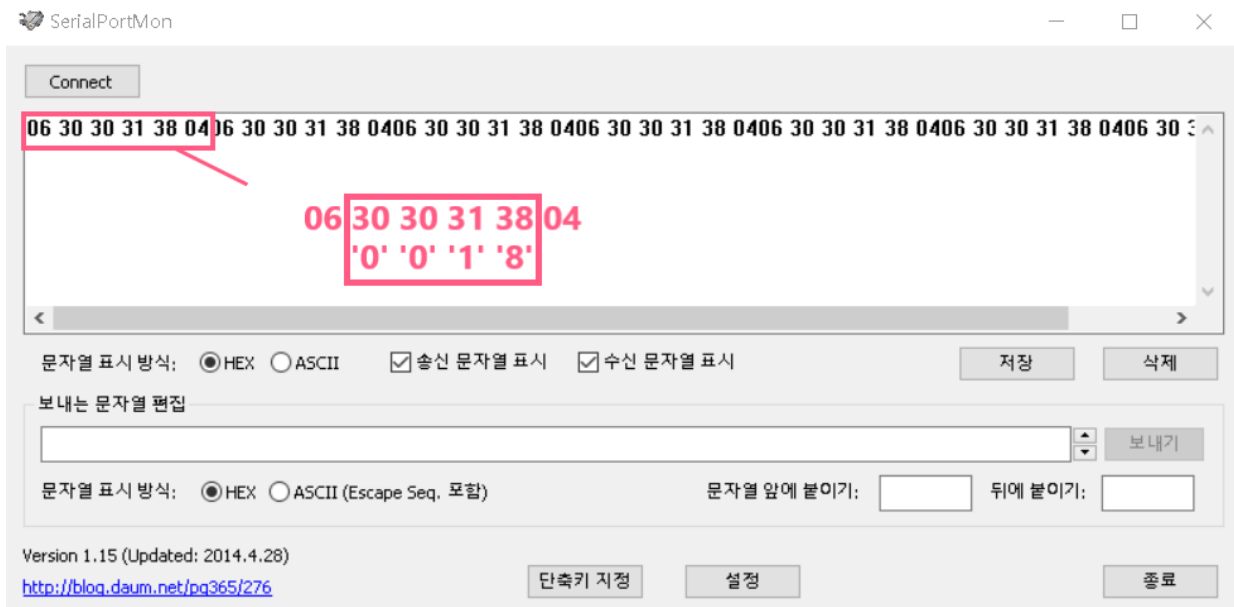 SerialPortMon
Connect
06 30 30 31 38 0406 30 30 31 38 0406 30 30 31 38 0406 30 30 31 38 0406 30 30 31 38 0406 30 30 31 38 0406 30
06 30 30 31 38 04
'0' '0' '1' '8'
문자열 표시 방식: HEX ASCII 송신 문자열 표시 수신 문자열 표시 저장 삭제
보내는 문자열 편집
보내기
문자열 표시 방식: HEX ASCII (Escape Seq. 포함) 문자열 앞에 붙이기: 뒤에 붙이기:
Version 1.15 (Updated: 2014.4.28)
http://blog.daum.net/pg365/276 단축키 지정 설정 종료